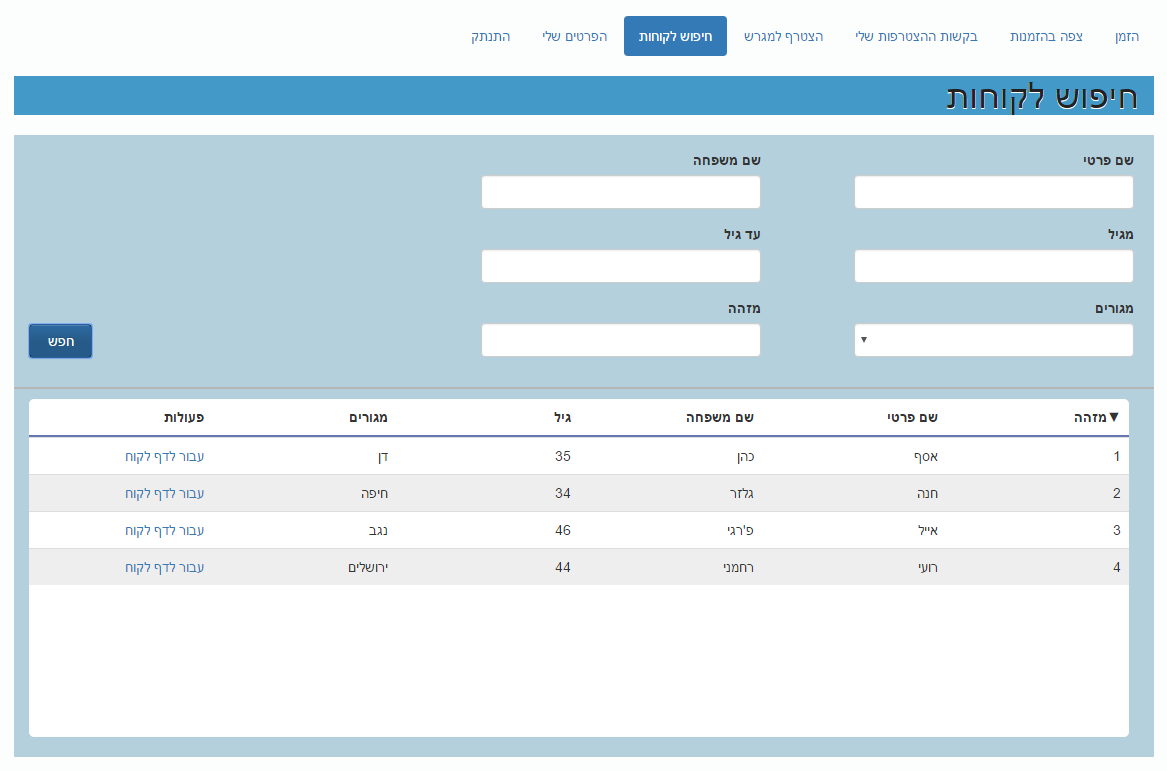 הזמן צפה בהזמנות בקשות ההצטרפות שלי הצטרף למגרש חיפוש לקוחות הפרטים שלי התנתק
חיפוש לקוחות
שם פרטי שם משפחה
מגיל עד גיל
מגורים מזהה
חפש
▼מזהה שם פרטי שם משפחה גיל מגורים פעולות
1 אסף כהן 35 דן עבור לדף לקוח
2 חנה גלזר 34 חיפה עבור לדף לקוח
3 אייל פ'רגי 46 נגב עבור לדף לקוח
4 רועי רחמני 44 ירושלים עבור לדף לקוח